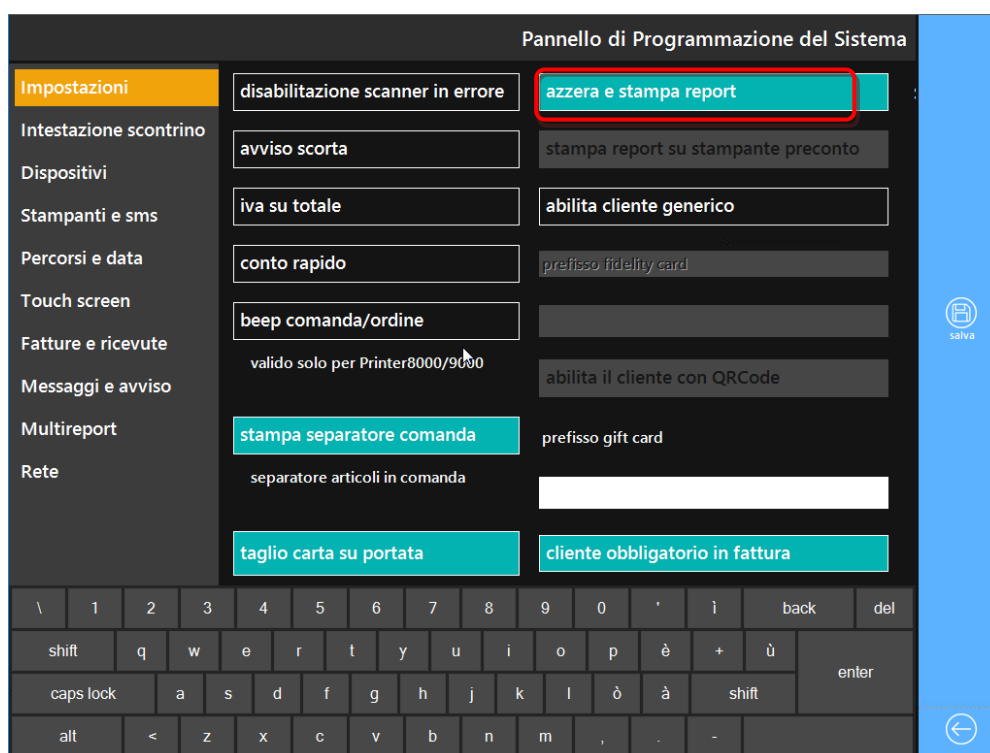 Pannello di Programmazione del Sistema
Impostazioni
Intestazione scontrino
Dispositivi
Stampanti e sms
Percorsi e data
Touch screen
Fatture e ricevute
Messaggi e avviso
Multireport
Rete
disabilitazione scanner in errore
avviso scorta
iva su totale
conto rapido
beep comanda/ordine
valido solo per Printer8000/9000
stampa separatore comanda
separatore articoli in comanda
taglio carta su portata
azzera e stampa report
stampa report su stampante preconto
abilita cliente generico
prefisso fidelity card
abilita il cliente con QRCode
prefisso gift card
cliente obbligatorio in fattura
salva
\ 1 2 3 4 5 6 7 8 9 0 ' ì back del
shift q w e r t y u i o p è + ù
enter
caps lock a s d f g h j k l ò à shift
alt < z x c v b n m , . -